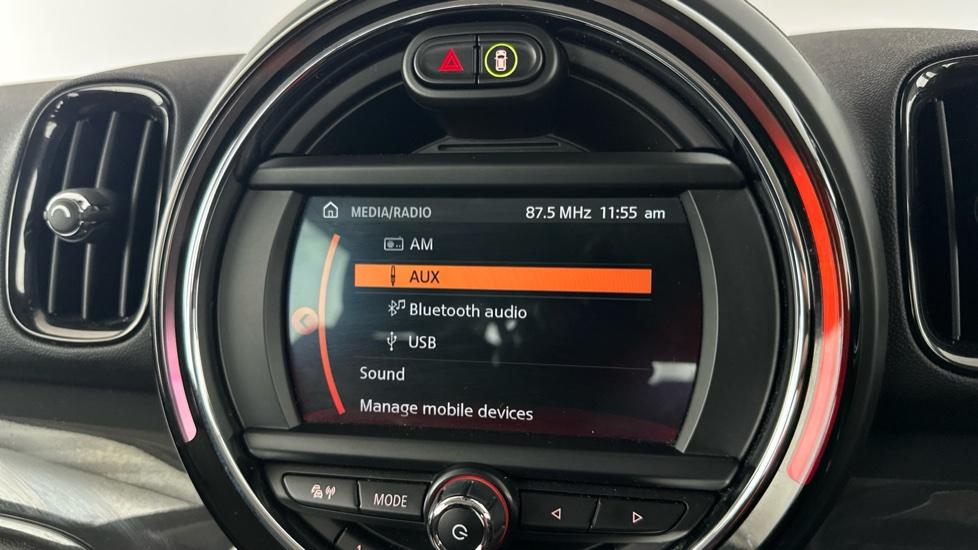 MEDIA/RADIO 87.5 MHz 11:55 am
AM
AUX
Bluetooth audio
USB
Sound
Manage mobile devices
MODE